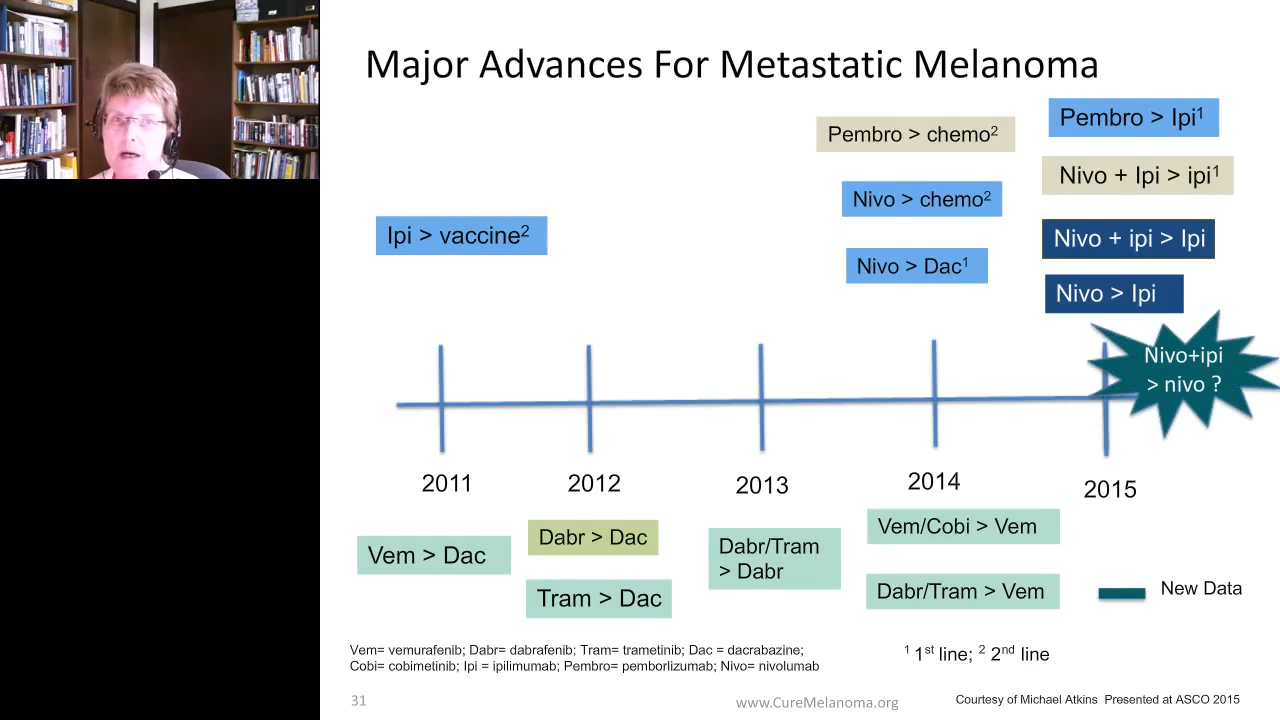 Major Advances For Metastatic Melanoma
Pembro > chemo²
Pembro > Ipi¹
Nivo + Ipi > ipi¹
Nivo > chemo²
Ipi > vaccine²
Nivo + ipi > Ipi
Nivo > Dac¹
Nivo > Ipi
Nivo+ipi
> nivo ?
2011
2012
2013
2014
2015
Vem > Dac
Dabr > Dac
Tram > Dac
Dabr/Tram
> Dabr
Vem/Cobi > Vem
Dabr/Tram > Vem
New Data
Vem= vemurafenib; Dabr= dabrafenib; Tram= trametinib; Dac = dacrabazine;
Cobi= cobimetinib; Ipi = ipilimumab; Pembro= pemborlizumab; Nivo= nivolumab
¹ 1st line; ² 2nd line
31
www.CureMelanoma.org
Courtesy of Michael Atkins Presented at ASCO 2015